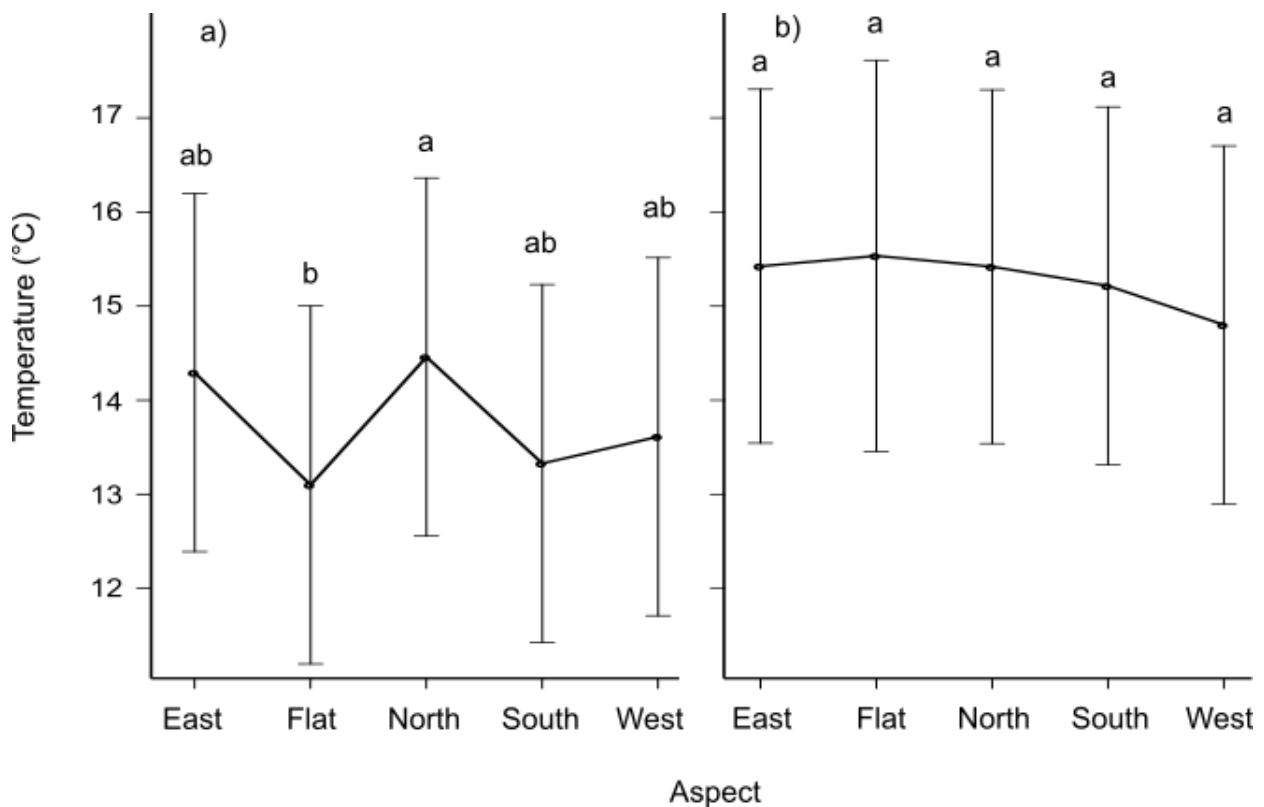 a)
b)
a
a
a
a
a
ab
a
ab
b
ab
ab
17
16
15
14
13
12
Temperature (°C)
East Flat North South West
East Flat North South West
Aspect